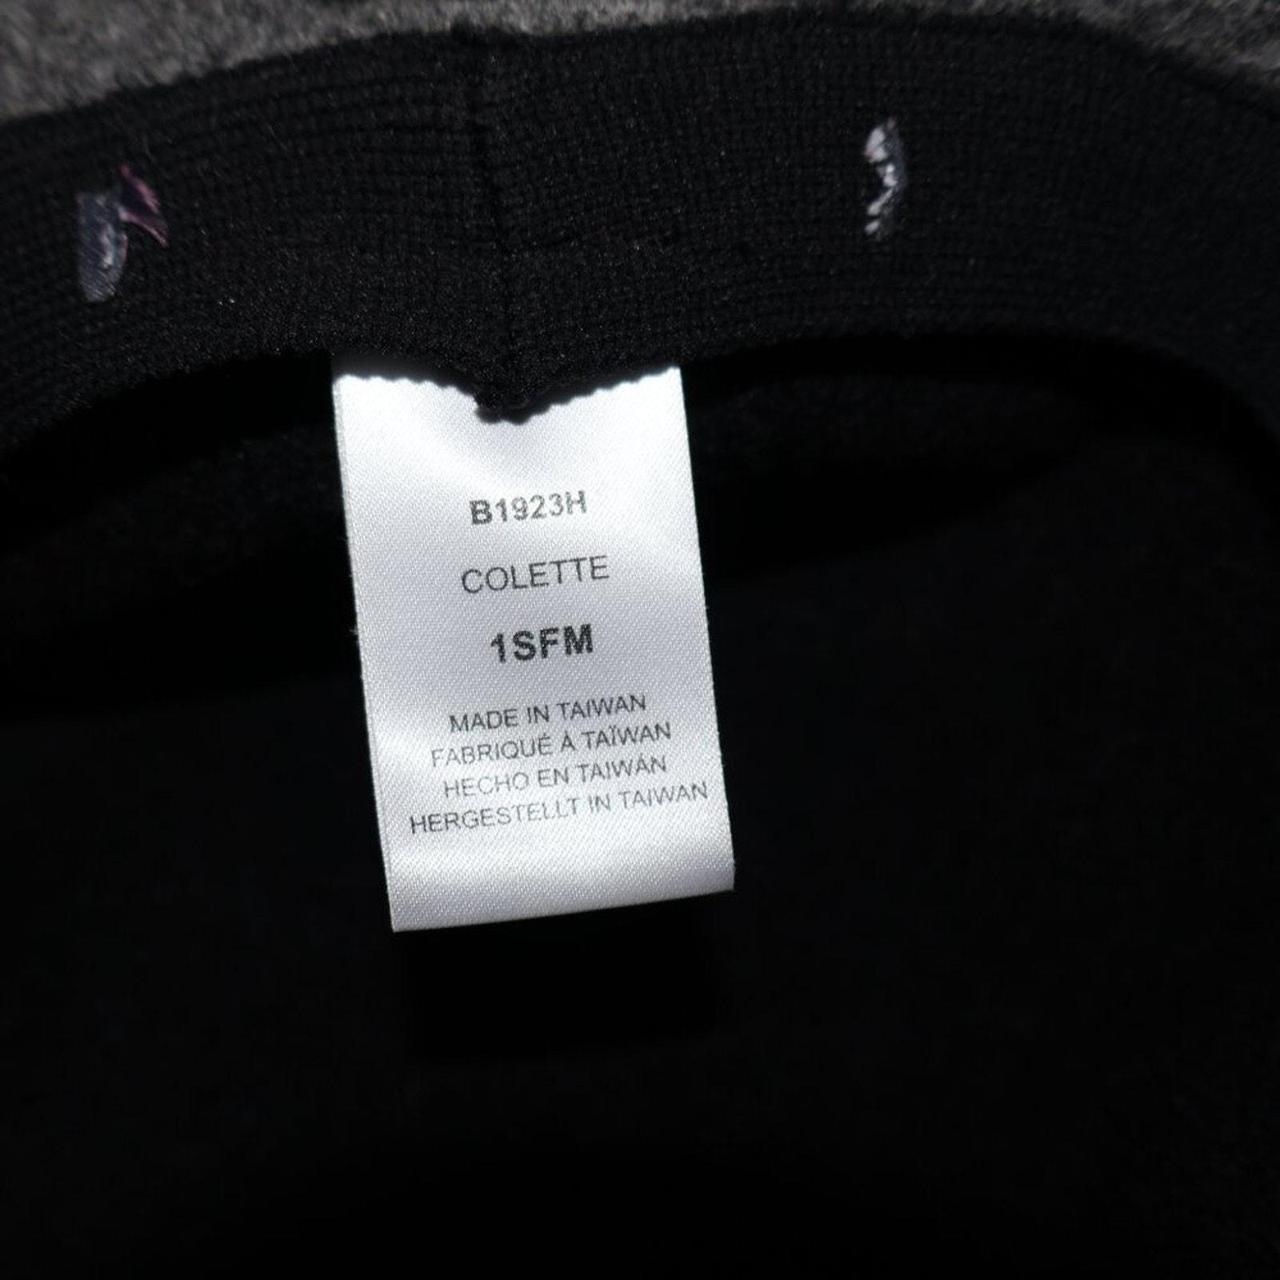 B1923H
COLETTE
1SFM
MADE IN TAIWAN
FABRIQUÉ À TAÏWAN
HECHO EN TAIWÁN
HERGESTELLT IN TAIWAN